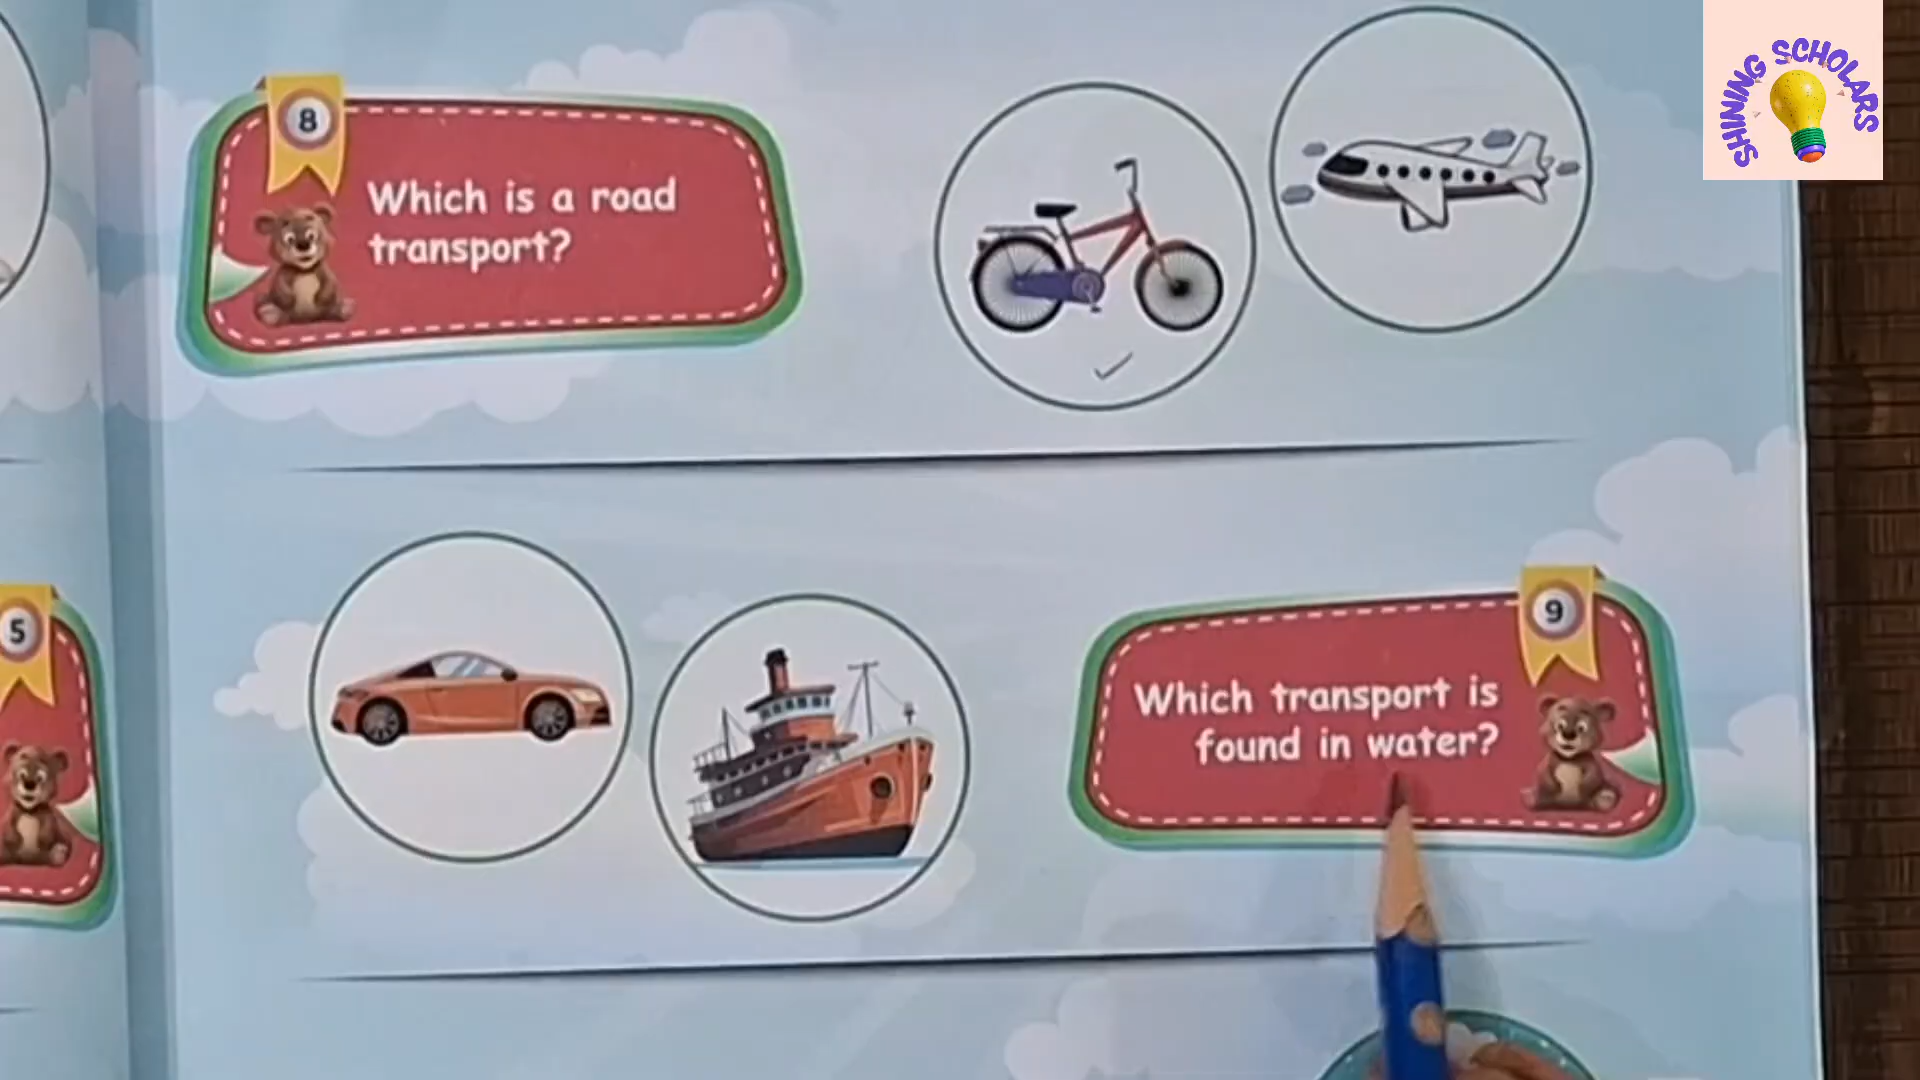 SHINING SCHOLARS
8
Which is a road
transport?
5
9
Which transport is
found in water?